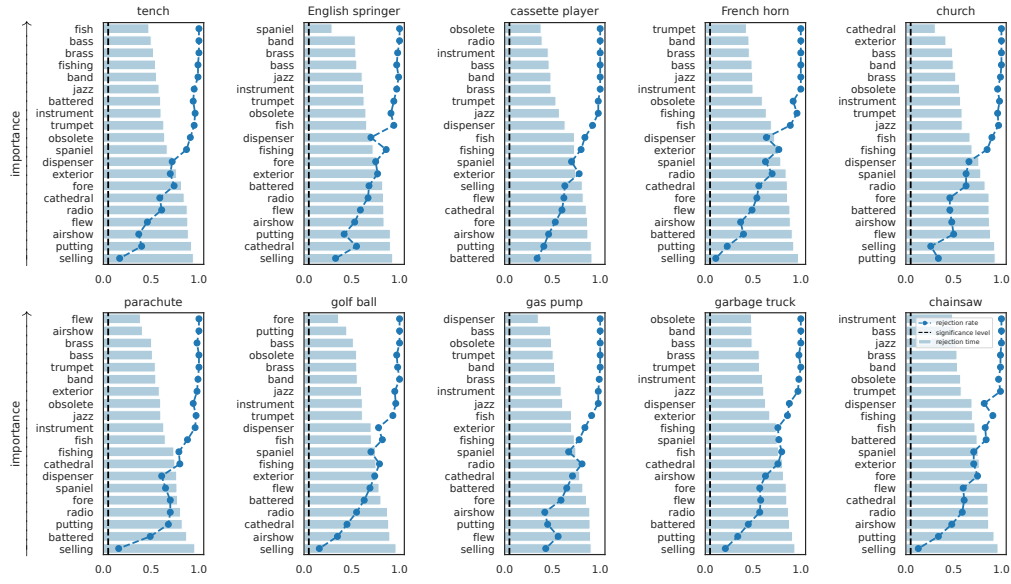 tench
fish
bass
brass
fishing
band
jazz
battered
instrument
trumpet
obsolete
spaniel
dispenser
exterior
fore
cathedral
radio
flew
airshow
putting
selling
0.0 0.5 1.0
importance
English springer
spaniel
band
brass
bass
jazz
instrument
trumpet
obsolete
fish
dispenser
fishing
fore
exterior
battered
radio
flew
airshow
putting
cathedral
selling
0.0 0.5 1.0
cassette player
obsolete
radio
instrument
bass
band
brass
trumpet
jazz
dispenser
fish
fishing
spaniel
exterior
selling
flew
cathedral
fore
airshow
putting
battered
0.0 0.5 1.0
French horn
trumpet
band
brass
bass
jazz
instrument
obsolete
fishing
fish
dispenser
exterior
spaniel
radio
cathedral
fore
flew
airshow
battered
putting
selling
0.0 0.5 1.0
church
cathedral
exterior
bass
band
brass
obsolete
instrument
trumpet
jazz
fish
fishing
dispenser
spaniel
radio
fore
battered
airshow
flew
selling
putting
0.0 0.5 1.0
parachute
flew
airshow
brass
bass
trumpet
band
exterior
obsolete
jazz
instrument
fish
fishing
cathedral
dispenser
spaniel
fore
radio
putting
battered
selling
0.0 0.5 1.0
importance
golf ball
fore
putting
bass
obsolete
brass
band
jazz
instrument
trumpet
dispenser
fish
spaniel
fishing
exterior
flew
battered
radio
cathedral
airshow
selling
0.0 0.5 1.0
gas pump
dispenser
bass
obsolete
trumpet
band
brass
instrument
jazz
fish
exterior
fishing
spaniel
radio
cathedral
battered
fore
airshow
putting
flew
selling
0.0 0.5 1.0
garbage truck
obsolete
band
bass
brass
trumpet
instrument
jazz
dispenser
exterior
fishing
spaniel
fish
cathedral
airshow
fore
flew
radio
battered
putting
selling
0.0 0.5 1.0
chainsaw
instrument
bass
jazz
brass
band
obsolete
trumpet
dispenser
fishing
fish
battered
spaniel
exterior
fore
flew
cathedral
radio
airshow
putting
selling
rejection rate
significance level
rejection time
0.0 0.5 1.0